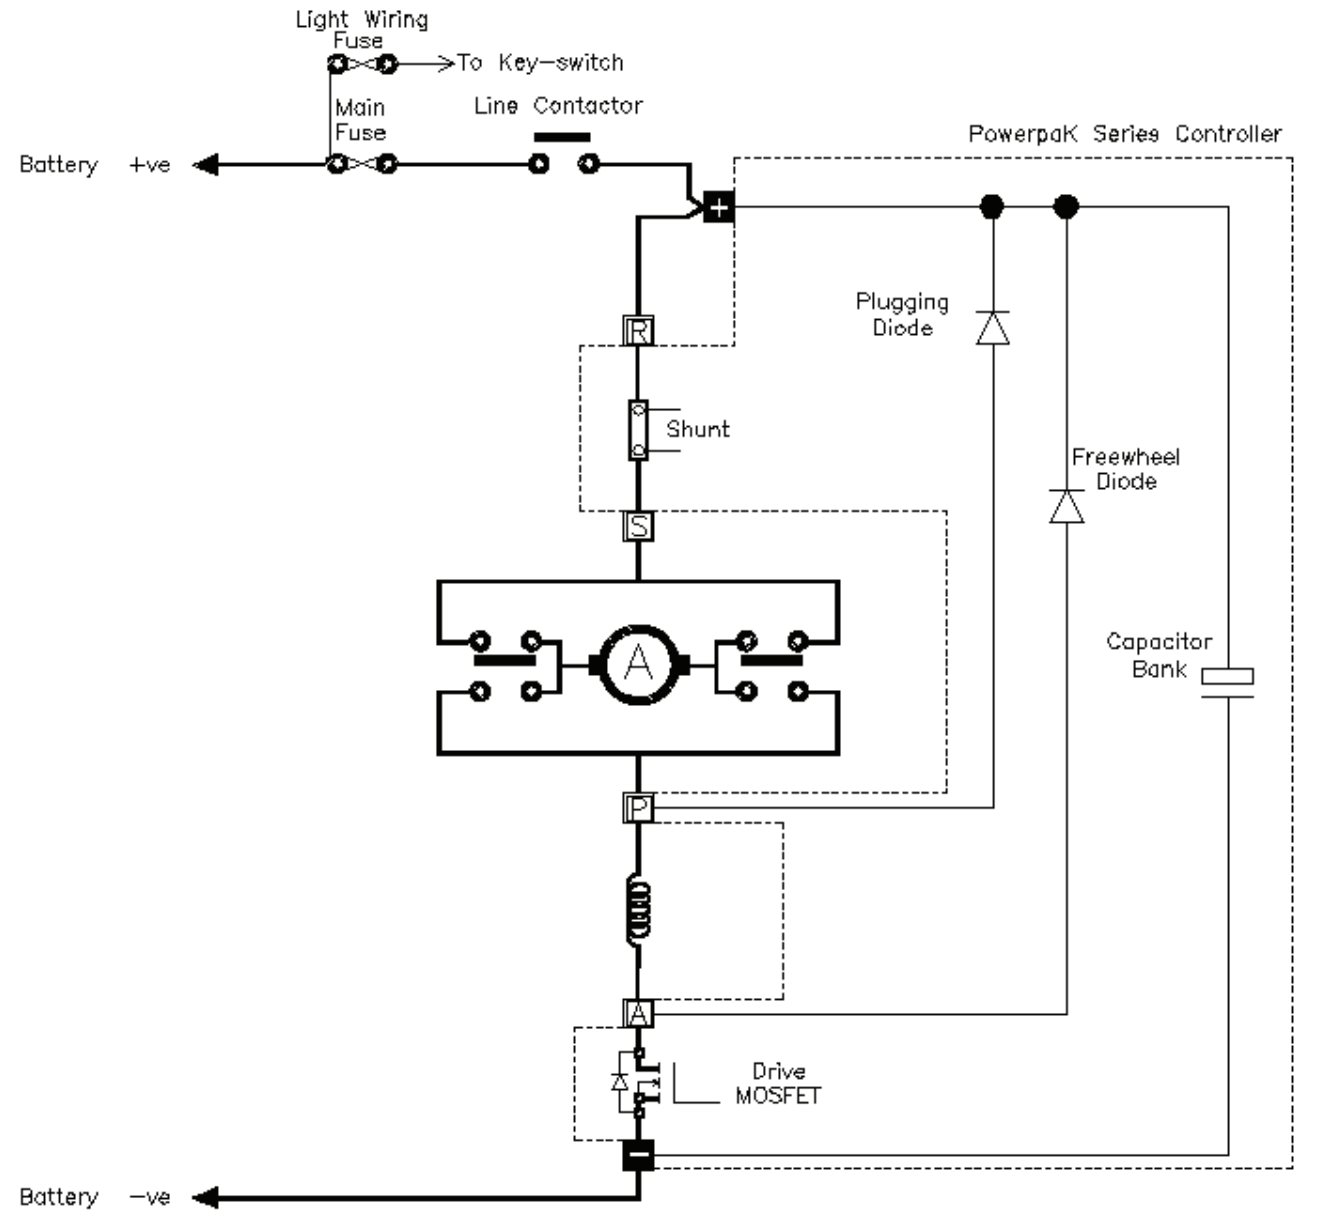 Light Wiring
Fuse
To Key-switch
Main
Fuse
Line Contactor
PowerpaK Series Controller
Battery +ve
+
R
Plugging
Diode
Shunt
Freewheel
Diode
S
A
Capacitor
Bank
P
A
Drive
MOSFET
−
Battery -ve